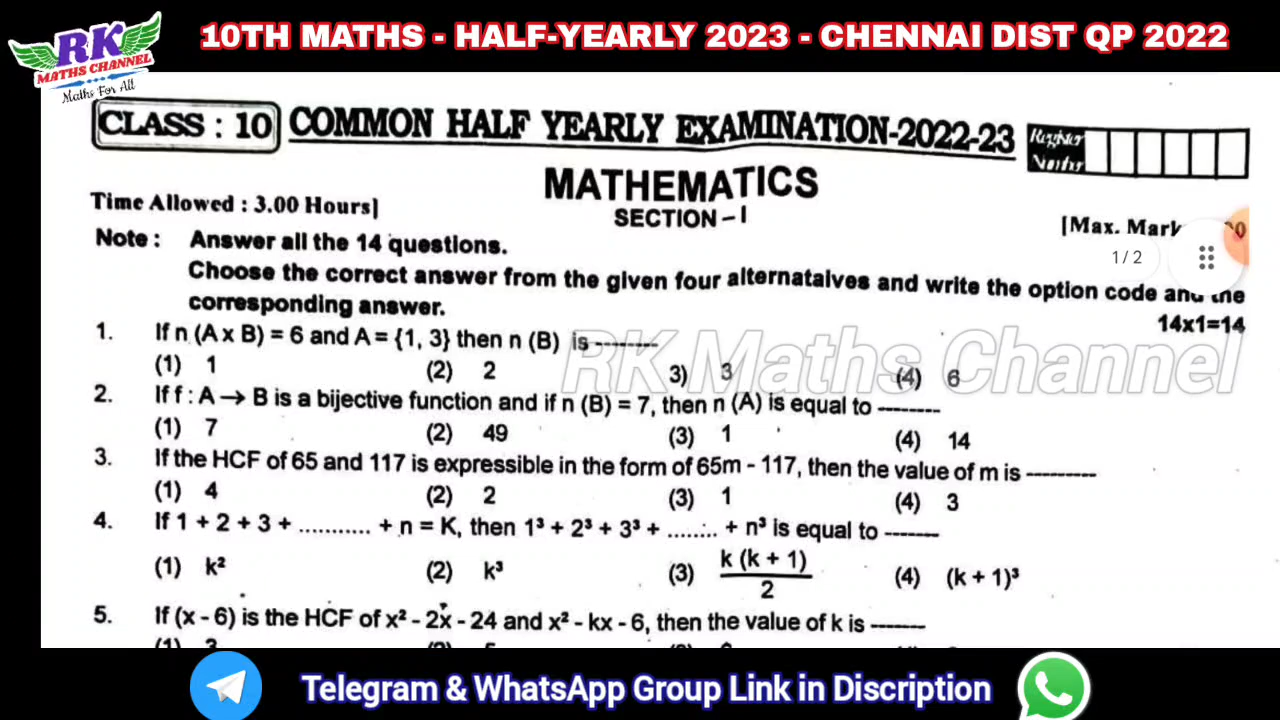 RK
MATHS CHANNEL
Maths For All
10TH MATHS - HALF-YEARLY 2023 - CHENNAI DIST QP 2022
CLASS : 10 COMMON HALF YEARLY EXAMINATION-2022-23 Register Number
MATHEMATICS
Time Allowed : 3.00 Hours]
SECTION – I
[Max. Mark
1 / 2
Note : Answer all the 14 questions.
Choose the correct answer from the given four alternataives and write the option code and the
corresponding answer.
14x1=14
1. If n (A x B) = 6 and A = {1, 3} then n (B) is --------
(1) 1 (2) 2 3) 3 (4) 6
RK Maths Channel
2. If f : A → B is a bijective function and if n (B) = 7, then n (A) is equal to --------
(1) 7 (2) 49 (3) 1 (4) 14
3. If the HCF of 65 and 117 is expressible in the form of 65m - 117, then the value of m is ---------
(1) 4 (2) 2 (3) 1 (4) 3
4. If 1 + 2 + 3 + ........... + n = K, then 1³ + 2³ + 3³ + ........ + n³ is equal to -------
(1) k² (2) k³ (3) k (k + 1) / 2 (4) (k + 1)³
5. If (x - 6) is the HCF of x² - 2x - 24 and x² - kx - 6, then the value of k is -------
Telegram & WhatsApp Group Link in Discription